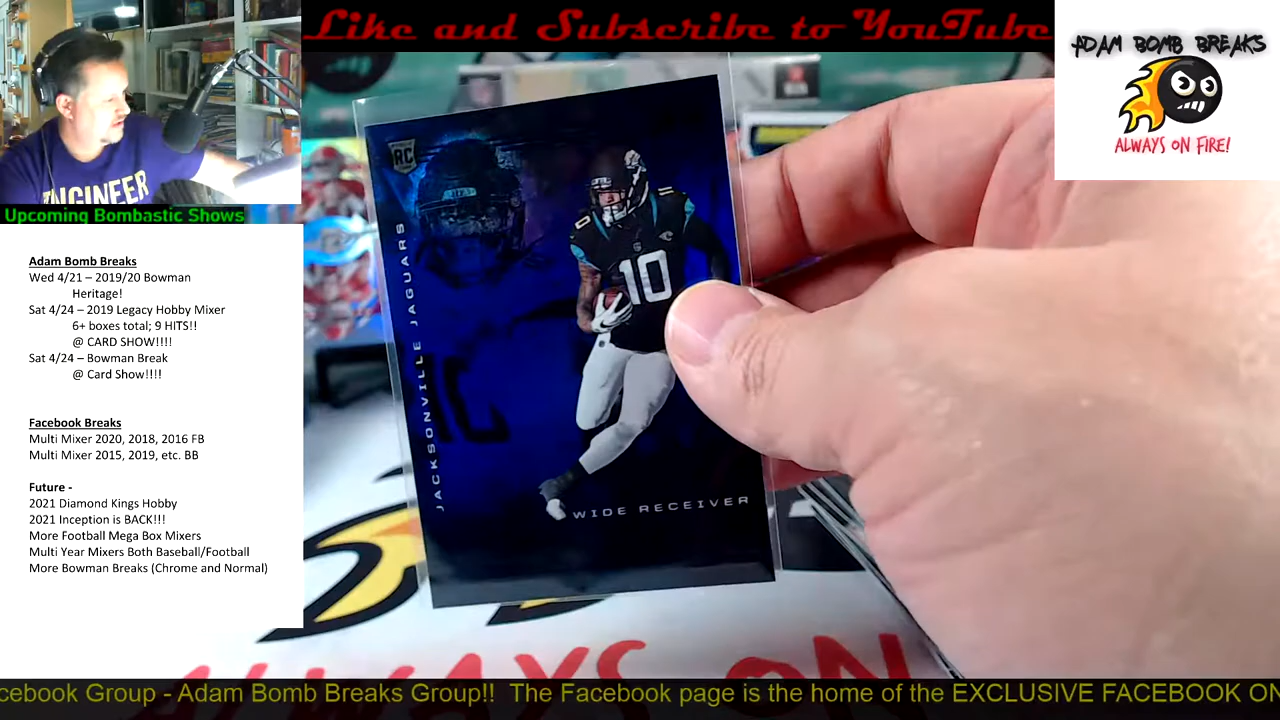 Like and Subscribe to YouTube
ADAM BOMB BREAKS
ALWAYS ON FIRE!
ENGINEER
Upcoming Bombastic Shows
Adam Bomb Breaks
Wed 4/21 – 2019/20 Bowman
Heritage!
Sat 4/24 – 2019 Legacy Hobby Mixer
6+ boxes total; 9 HITS!!
@ CARD SHOW!!!!
Sat 4/24 – Bowman Break
@ Card Show!!!!
Facebook Breaks
Multi Mixer 2020, 2018, 2016 FB
Multi Mixer 2015, 2019, etc. BB
Future -
2021 Diamond Kings Hobby
2021 Inception is BACK!!!
More Football Mega Box Mixers
Multi Year Mixers Both Baseball/Football
More Bowman Breaks (Chrome and Normal)
RC
JACKSONVILLE JAGUARS
10
10
WIDE RECEIVER
ALWAYS ON
cebook Group - Adam Bomb Breaks Group!! The Facebook page is the home of the EXCLUSIVE FACEBOOK ON